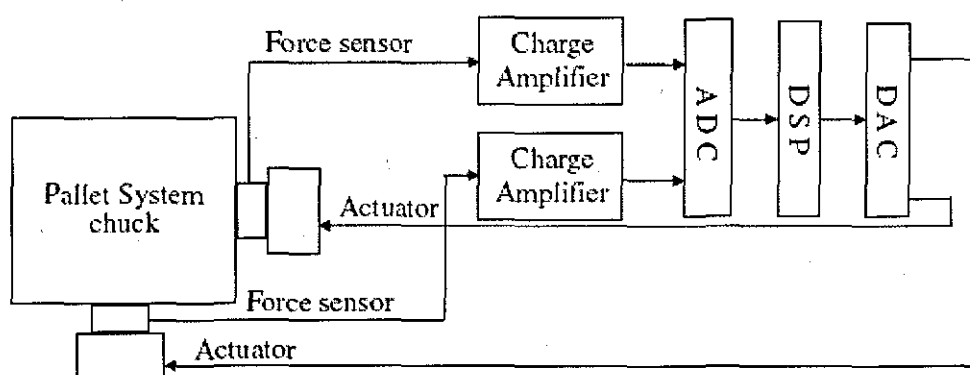 Force sensor
Charge
Amplifier
ADC
DSP
DAC
Pallet System
chuck
Charge
Amplifier
Actuator
Force sensor
Actuator